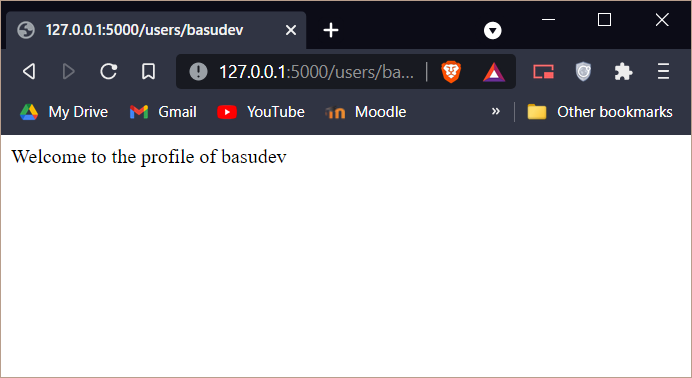 127.0.0.1:5000/users/basudev
127.0.0.1:5000/users/ba...
My Drive Gmail YouTube Moodle » Other bookmarks
Welcome to the profile of basudev